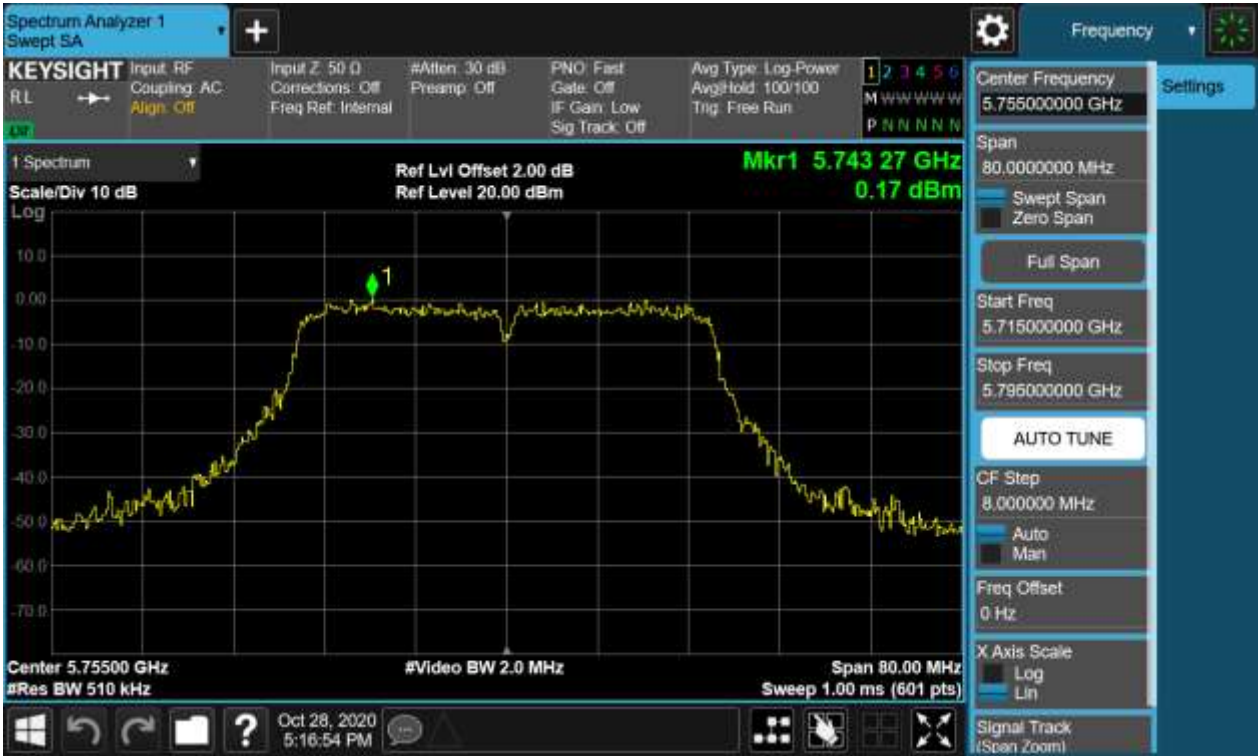 Spectrum Analyzer 1
Swept SA
+
Frequency
KEYSIGHT
RL
Input: RF
Coupling: AC
Align: Off
Input Z: 50 Ω
Corrections: Off
Freq Ref: Internal
#Atten: 30 dB
Preamp: Off
PNO: Fast
Gate: Off
IF Gain: Low
Sig Track: Off
Avg Type: Log-Power
Avg|Hold: 100/100
Trig: Free Run
1 2 3 4 5 6
M W W W W W
P N N N N N
1 Spectrum
Scale/Div 10 dB
Log
Ref Lvl Offset 2.00 dB
Ref Level 20.00 dBm
Mkr1 5.743 27 GHz
0.17 dBm
10.0
0.00
-10.0
-20.0
-30.0
-40.0
-50.0
-60.0
-70.0
1
Center 5.75500 GHz
#Res BW 510 kHz
#Video BW 2.0 MHz
Span 80.00 MHz
Sweep 1.00 ms (601 pts)
Center Frequency
5.755000000 GHz
Settings
Span
80.0000000 MHz
Swept Span
Zero Span
Full Span
Start Freq
5.715000000 GHz
Stop Freq
5.795000000 GHz
AUTO TUNE
CF Step
8.000000 MHz
Auto
Man
Freq Offset
0 Hz
X Axis Scale
Log
Lin
Signal Track
(Span Zoom)
?
Oct 28, 2020
5:16:54 PM